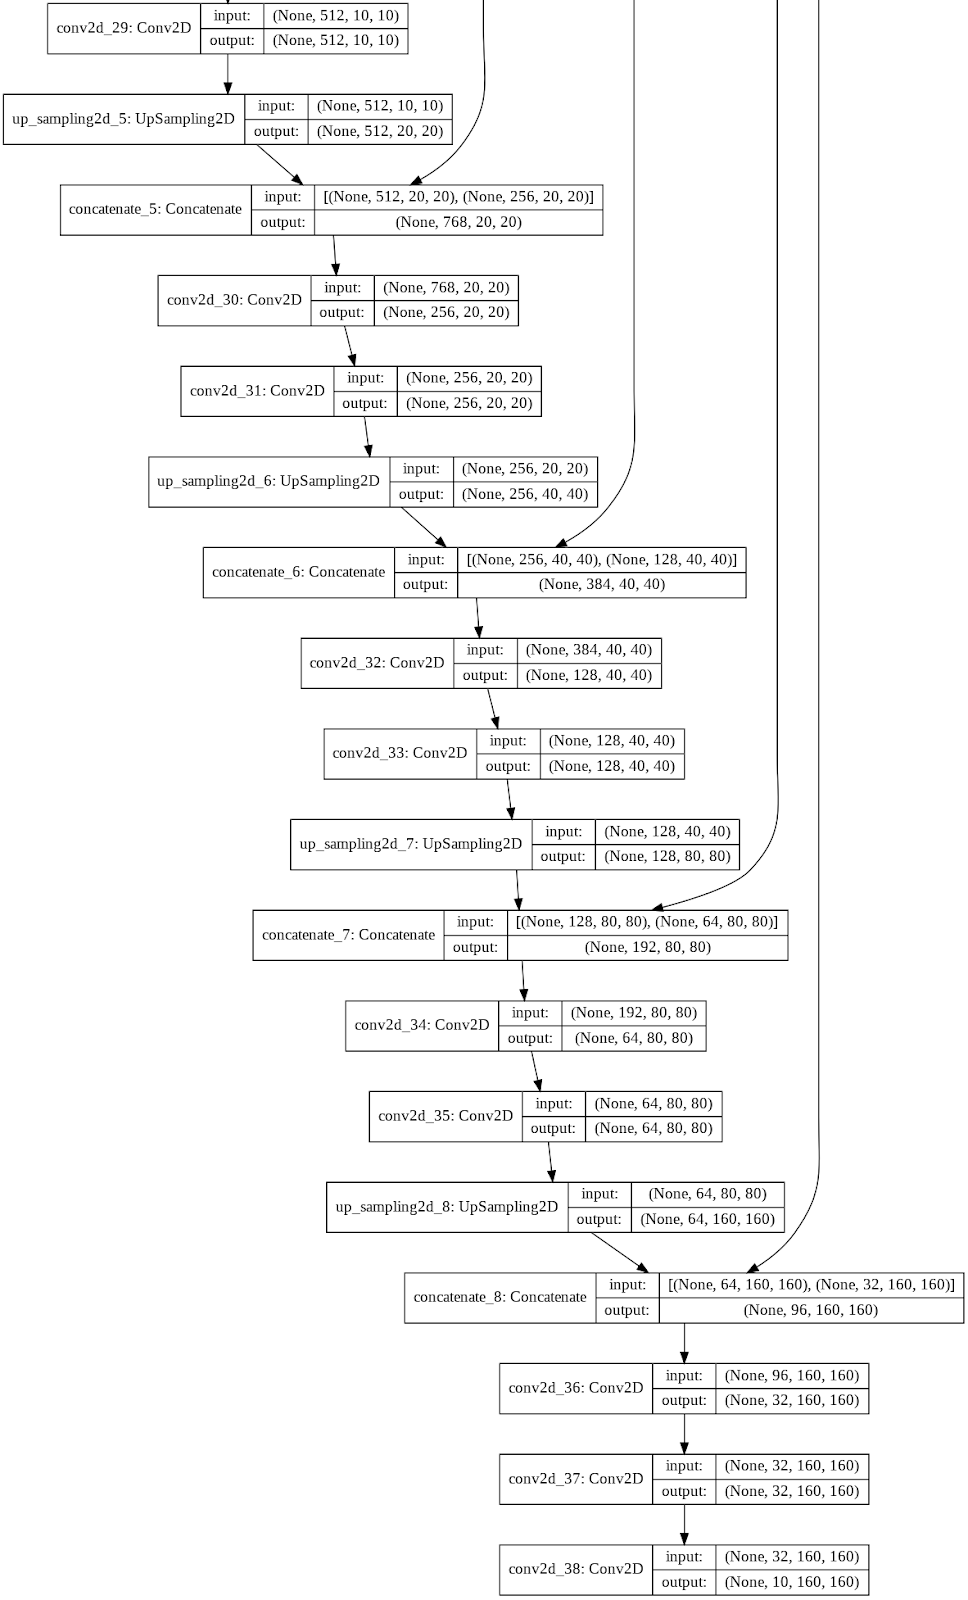 conv2d_29: Conv2D
input: (None, 512, 10, 10)
output: (None, 512, 10, 10)
up_sampling2d_5: UpSampling2D
input: (None, 512, 10, 10)
output: (None, 512, 20, 20)
concatenate_5: Concatenate
input: [(None, 512, 20, 20), (None, 256, 20, 20)]
output: (None, 768, 20, 20)
conv2d_30: Conv2D
input: (None, 768, 20, 20)
output: (None, 256, 20, 20)
conv2d_31: Conv2D
input: (None, 256, 20, 20)
output: (None, 256, 20, 20)
up_sampling2d_6: UpSampling2D
input: (None, 256, 20, 20)
output: (None, 256, 40, 40)
concatenate_6: Concatenate
input: [(None, 256, 40, 40), (None, 128, 40, 40)]
output: (None, 384, 40, 40)
conv2d_32: Conv2D
input: (None, 384, 40, 40)
output: (None, 128, 40, 40)
conv2d_33: Conv2D
input: (None, 128, 40, 40)
output: (None, 128, 40, 40)
up_sampling2d_7: UpSampling2D
input: (None, 128, 40, 40)
output: (None, 128, 80, 80)
concatenate_7: Concatenate
input: [(None, 128, 80, 80), (None, 64, 80, 80)]
output: (None, 192, 80, 80)
conv2d_34: Conv2D
input: (None, 192, 80, 80)
output: (None, 64, 80, 80)
conv2d_35: Conv2D
input: (None, 64, 80, 80)
output: (None, 64, 80, 80)
up_sampling2d_8: UpSampling2D
input: (None, 64, 80, 80)
output: (None, 64, 160, 160)
concatenate_8: Concatenate
input: [(None, 64, 160, 160), (None, 32, 160, 160)]
output: (None, 96, 160, 160)
conv2d_36: Conv2D
input: (None, 96, 160, 160)
output: (None, 32, 160, 160)
conv2d_37: Conv2D
input: (None, 32, 160, 160)
output: (None, 32, 160, 160)
conv2d_38: Conv2D
input: (None, 32, 160, 160)
output: (None, 10, 160, 160)